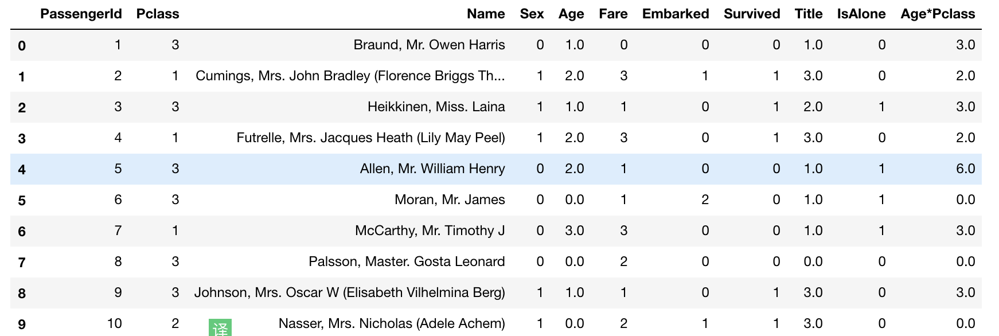 PassengerId Pclass Name Sex Age Fare Embarked Survived Title IsAlone Age*Pclass
0 1 3 Braund, Mr. Owen Harris 0 1.0 0 0 0 1.0 0 3.0
1 2 1 Cumings, Mrs. John Bradley (Florence Briggs Th... 1 2.0 3 1 1 3.0 0 2.0
2 3 3 Heikkinen, Miss. Laina 1 1.0 1 0 1 2.0 1 3.0
3 4 1 Futrelle, Mrs. Jacques Heath (Lily May Peel) 1 2.0 3 0 1 3.0 0 2.0
4 5 3 Allen, Mr. William Henry 0 2.0 1 0 0 1.0 1 6.0
5 6 3 Moran, Mr. James 0 0.0 1 2 0 1.0 1 0.0
6 7 1 McCarthy, Mr. Timothy J 0 3.0 3 0 0 1.0 1 3.0
7 8 3 Palsson, Master. Gosta Leonard 0 0.0 2 0 0 0.0 0 0.0
8 9 3 Johnson, Mrs. Oscar W (Elisabeth Vilhelmina Berg) 1 1.0 1 0 1 3.0 0 3.0
9 10 2 译 Nasser, Mrs. Nicholas (Adele Achem) 1 0.0 2 1 1 3.0 0 0.0